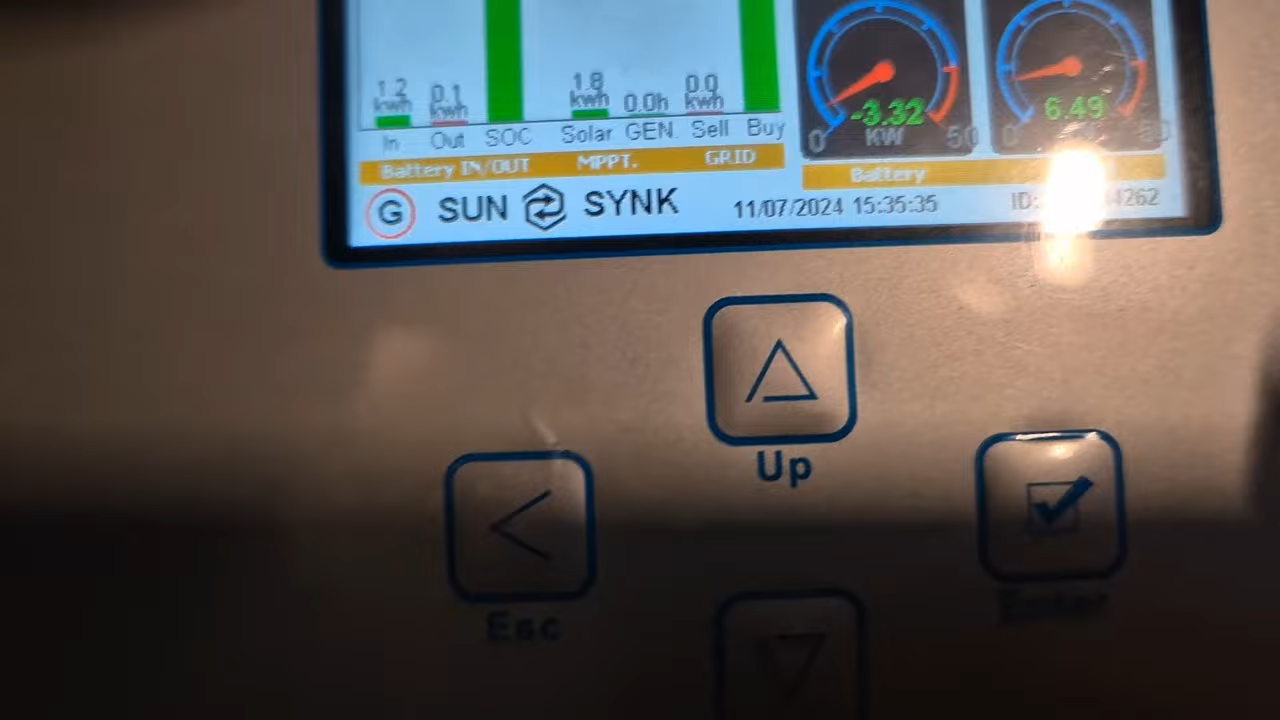 1.2 kwh
0.1 kwh
1.8 kwh
0.0h
0.0 kwh
In Out SOC Solar GEN Sell Buy
Battery IN/OUT MPPT. GRID
-3.32
KW
0 50
6.49
0 50
Battery
G SUN SYNK 11/07/2024 15:35:35 ID: 4262
Up
Esc
Enter